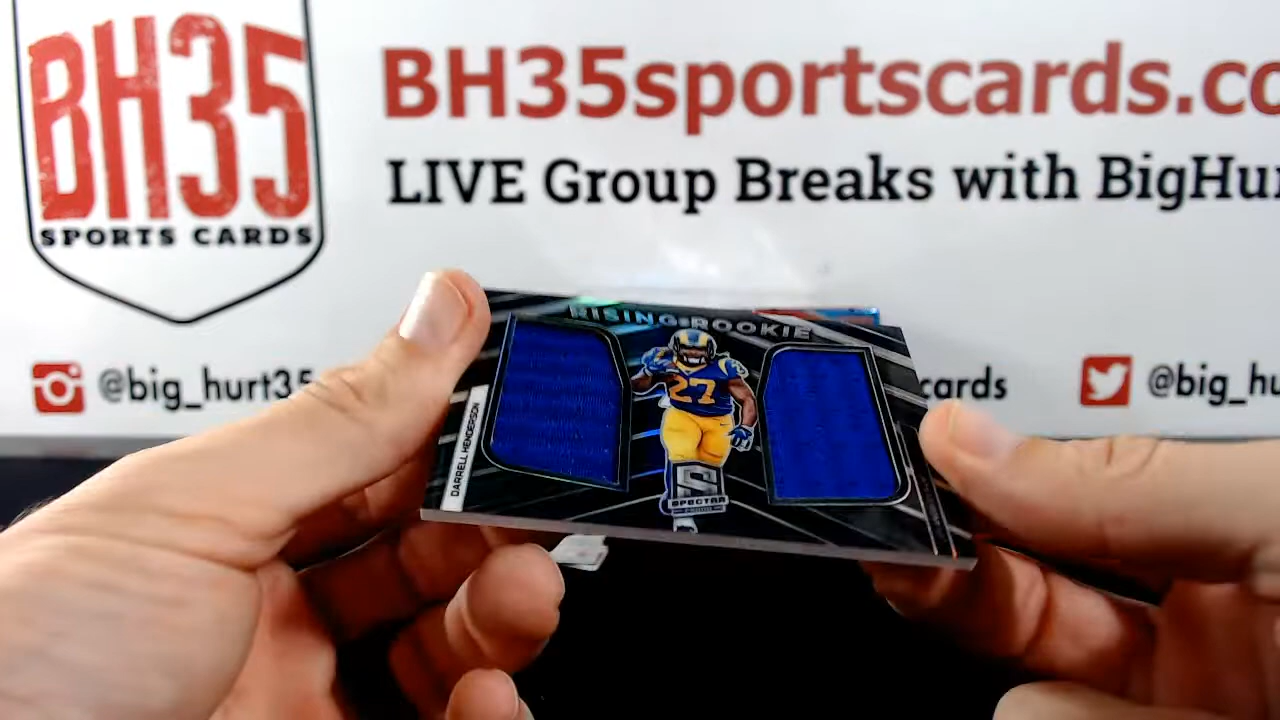 BH35
SPORTS CARDS
BH35sportscards.co
LIVE Group Breaks with BigHu
@big_hurt35
cards
@big_hu
RISING ROOKIE
27
DARRELL HENDERSON
S
SPECTRA